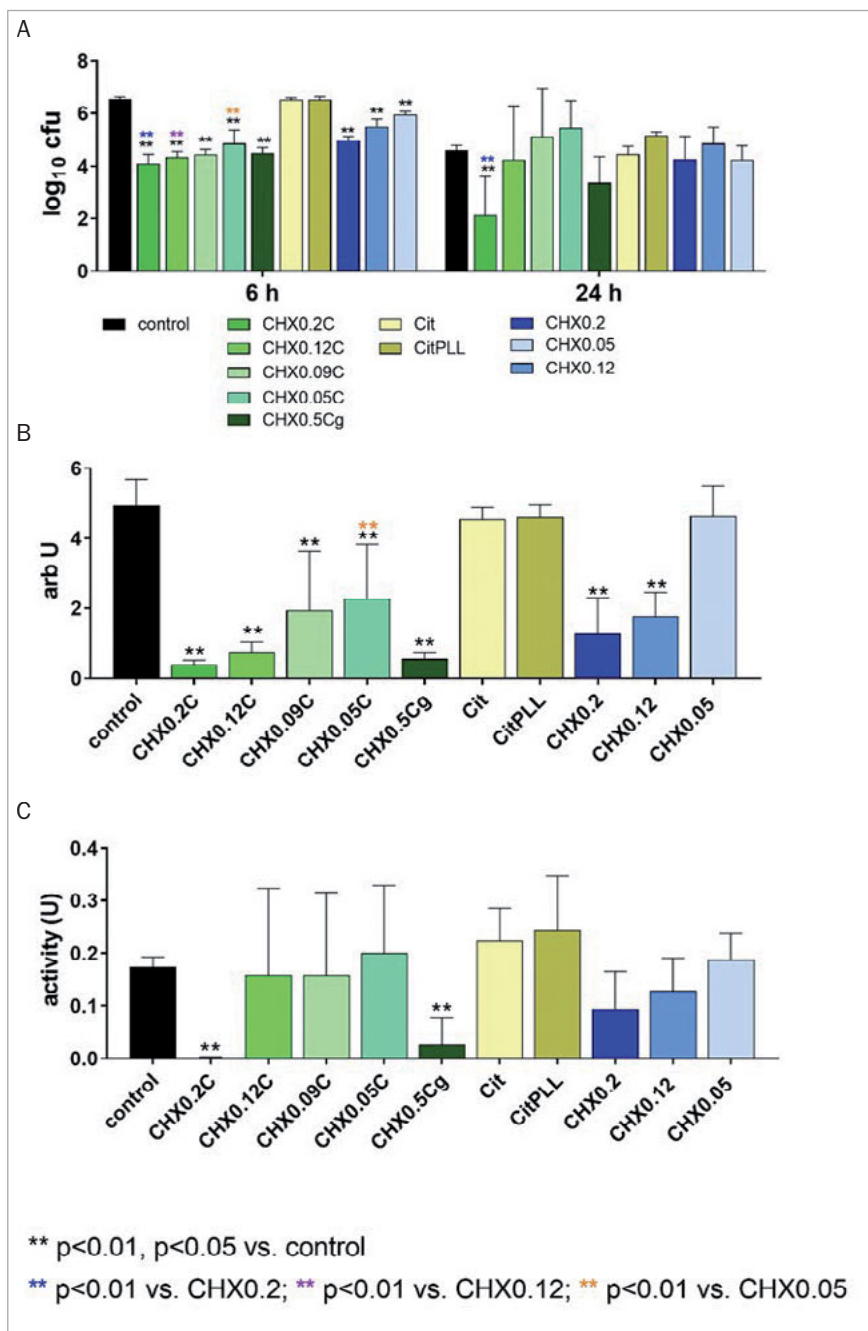 A
log10 cfu
8
6
4
2
0
** **
** **
**
** **
**
**
**
**
** **
6 h
24 h
control
CHX0.2C
CHX0.12C
CHX0.09C
CHX0.05C
CHX0.5Cg
Cit
CitPLL
CHX0.2
CHX0.05
CHX0.12
B
arb U
6
4
2
0
**
**
**
** **
**
**
**
control
CHX0.2C
CHX0.12C
CHX0.09C
CHX0.05C
CHX0.5Cg
Cit
CitPLL
CHX0.2
CHX0.12
CHX0.05
C
activity (U)
0.4
0.3
0.2
0.1
0.0
**
**
control
CHX0.2C
CHX0.12C
CHX0.09C
CHX0.05C
CHX0.5Cg
Cit
CitPLL
CHX0.2
CHX0.12
CHX0.05
** p<0.01, p<0.05 vs. control
** p<0.01 vs. CHX0.2; ** p<0.01 vs. CHX0.12; ** p<0.01 vs. CHX0.05